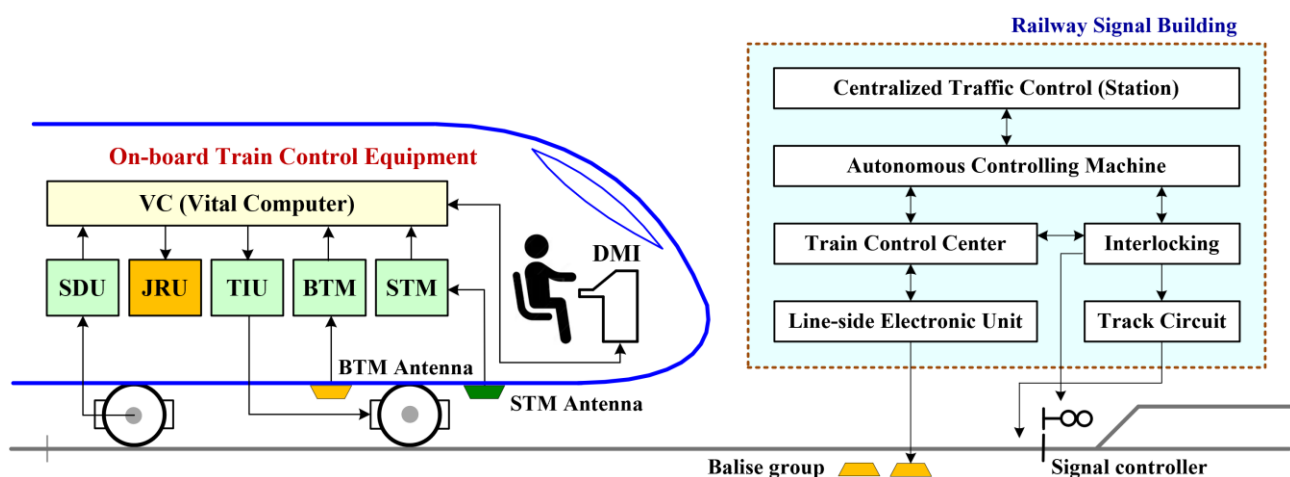 Railway Signal Building
Centralized Traffic Control (Station)
Autonomous Controlling Machine
Train Control Center
Interlocking
Line-side Electronic Unit
Track Circuit
On-board Train Control Equipment
VC (Vital Computer)
SDU
JRU
TIU
BTM
STM
DMI
BTM Antenna
STM Antenna
Balise group
Signal controller